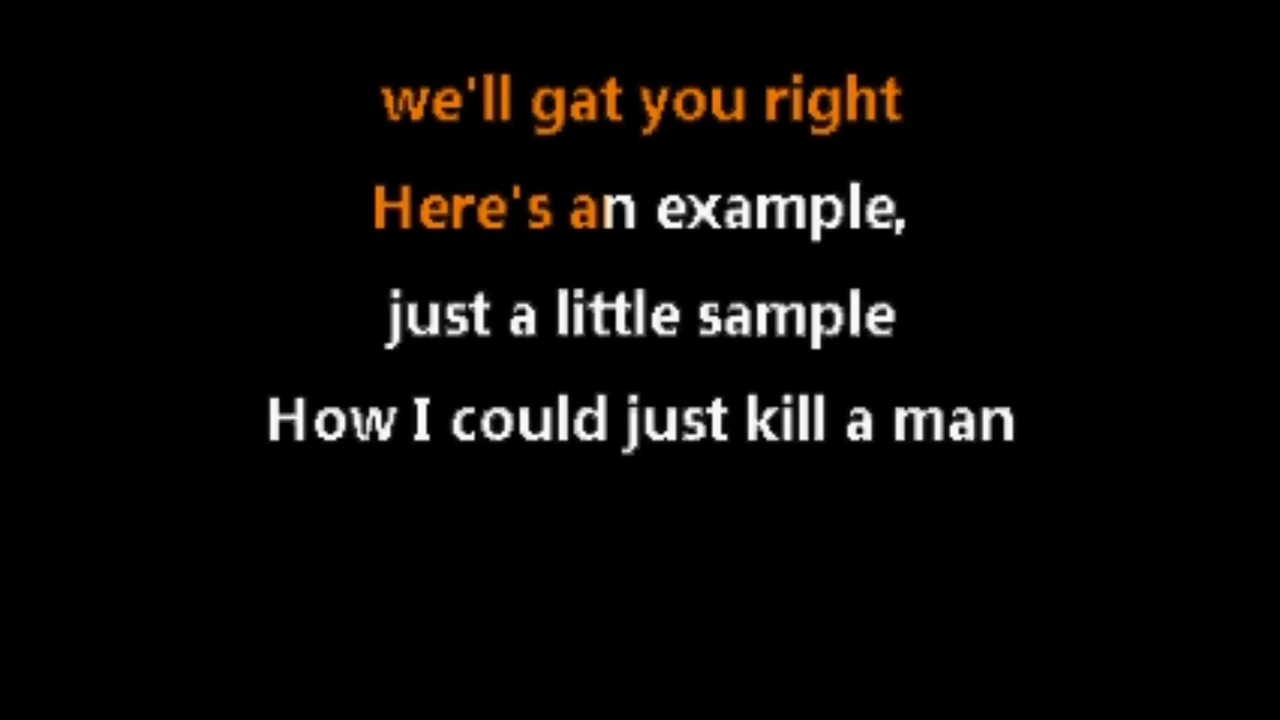 we'll gat you right
Here's an example,
just a little sample
How I could just kill a man